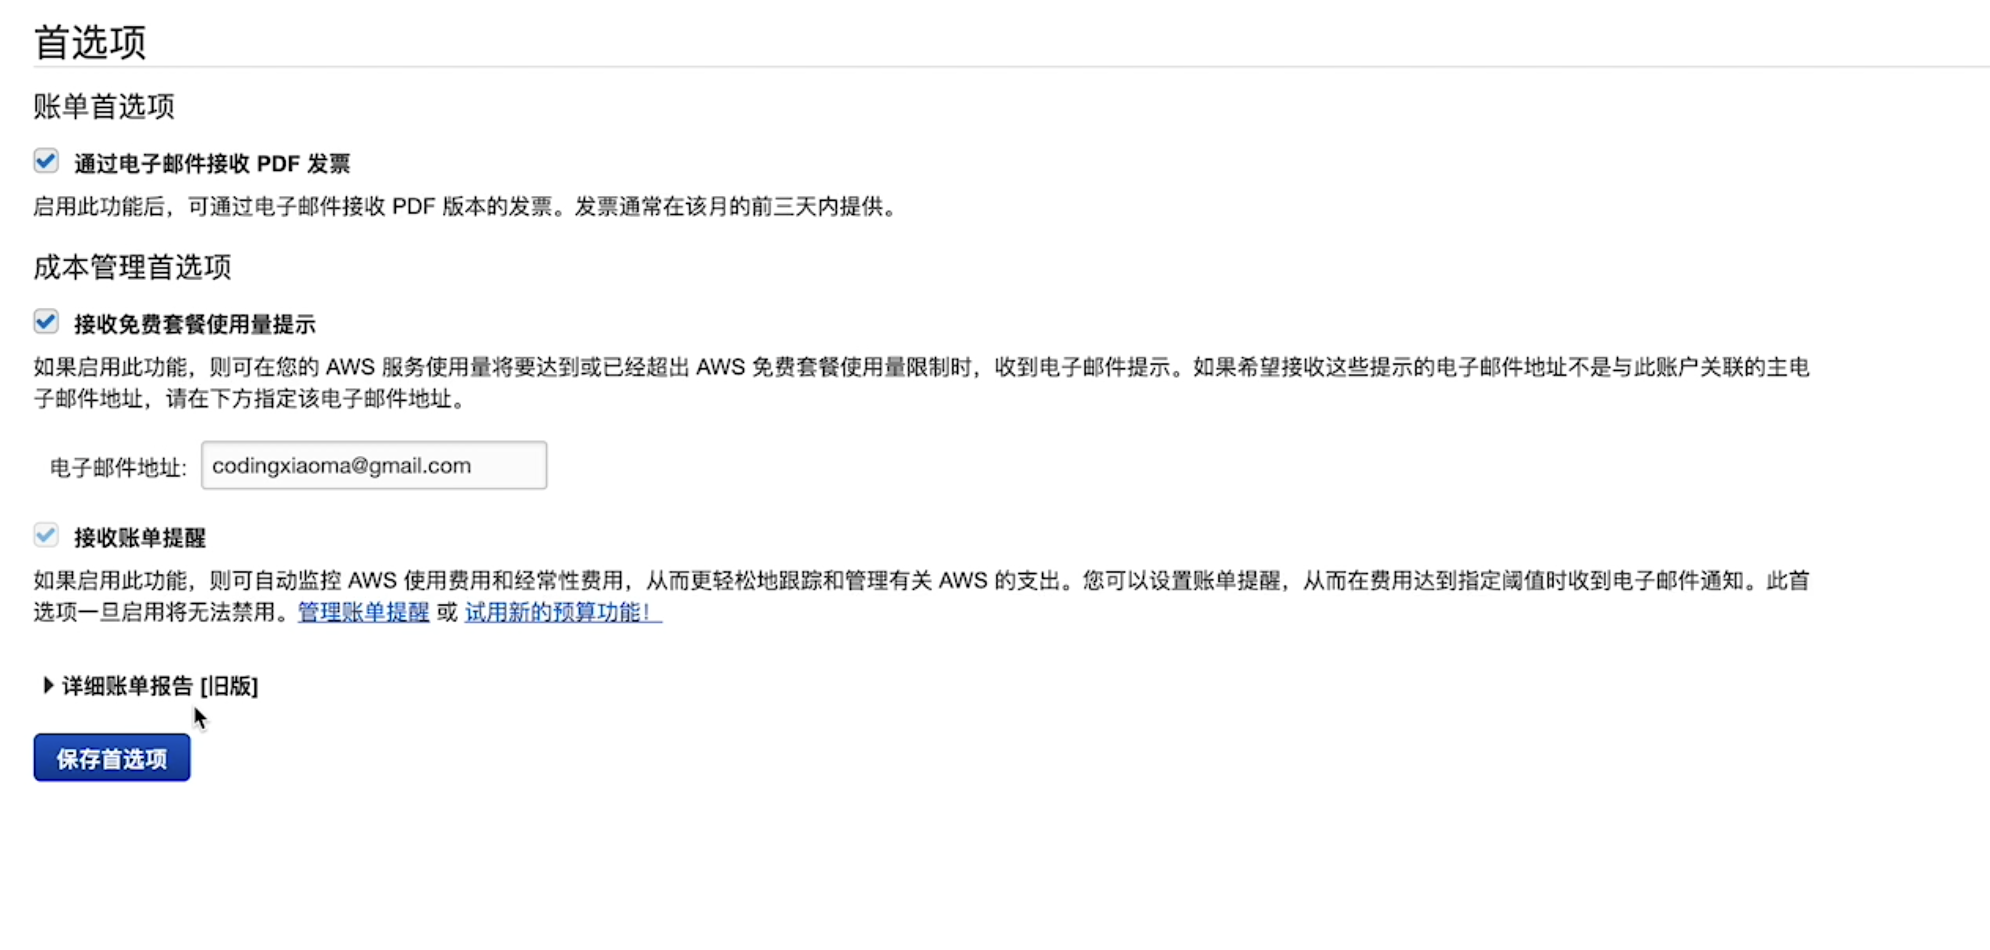 首选项
账单首选项
通过电子邮件接收 PDF 发票
启用此功能后，可通过电子邮件接收 PDF 版本的发票。发票通常在该月的前三天内提供。
成本管理首选项
接收免费套餐使用量提示
如果启用此功能，则可在您的 AWS 服务使用量将要达到或已经超出 AWS 免费套餐使用量限制时，收到电子邮件提示。如果希望接收这些提示的电子邮件地址不是与此账户关联的主电
子邮件地址，请在下方指定该电子邮件地址。
电子邮件地址: codingxiaoma@gmail.com
接收账单提醒
如果启用此功能，则可自动监控 AWS 使用费用和经常性费用，从而更轻松地跟踪和管理有关 AWS 的支出。您可以设置账单提醒，从而在费用达到指定阈值时收到电子邮件通知。此首
选项一旦启用将无法禁用。管理账单提醒 或 试用新的预算功能！
详细账单报告 [旧版]
保存首选项